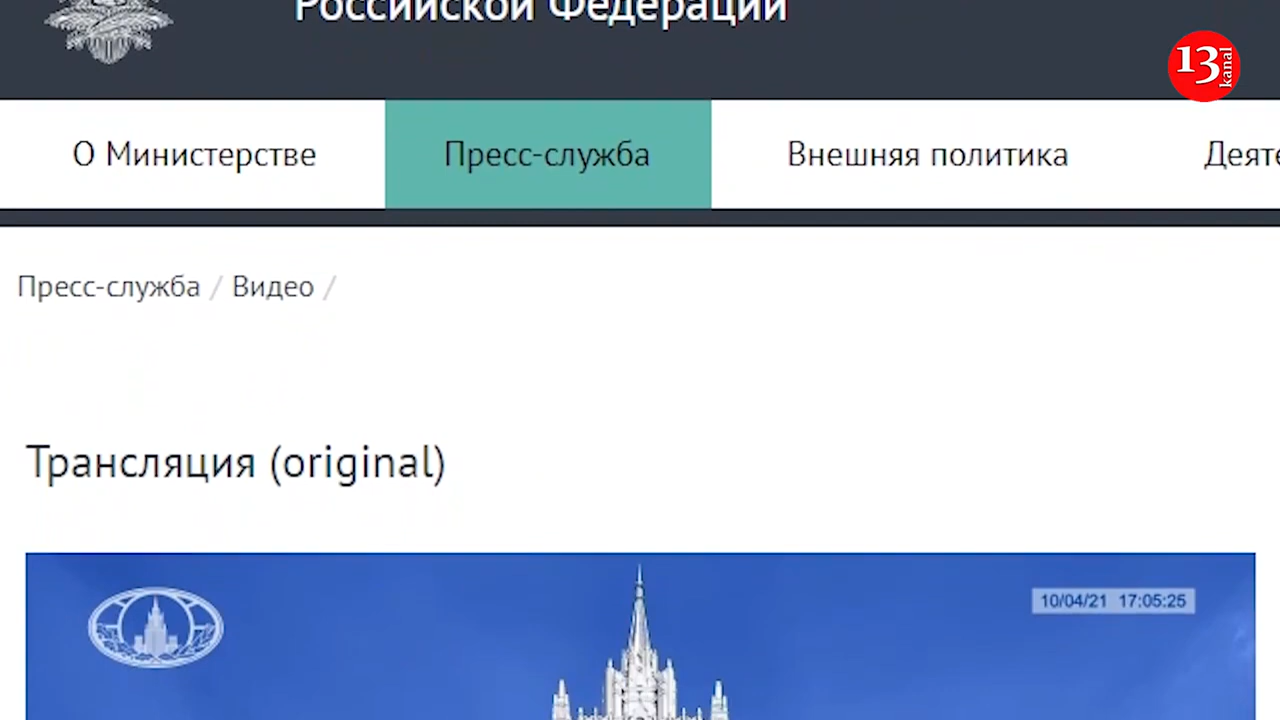 Российской Федерации
13 kanal
О Министерстве
Пресс-служба
Внешняя политика
Деяте
Пресс-служба / Видео /
Трансляция (original)
10/04/21 17:05:25